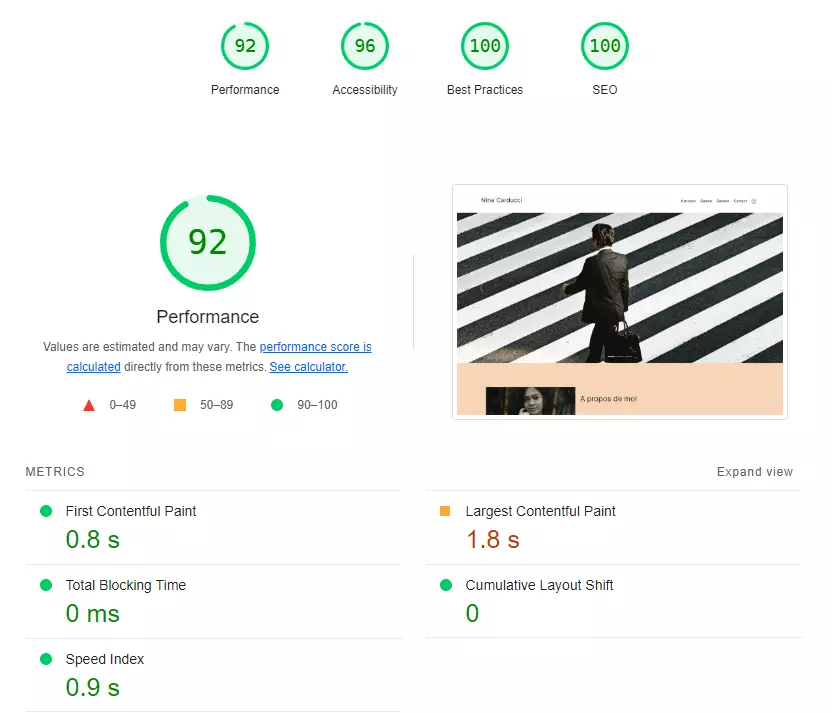 92
96
100
100
Performance
Accessibility
Best Practices
SEO
92
Performance
Values are estimated and may vary. The performance score is
calculated directly from these metrics. See calculator.
0–49
50–89
90–100
Nina Carducci
A propos Galerie Services Contact
A propos de moi
METRICS
Expand view
First Contentful Paint
0.8 s
Largest Contentful Paint
1.8 s
Total Blocking Time
0 ms
Cumulative Layout Shift
0
Speed Index
0.9 s